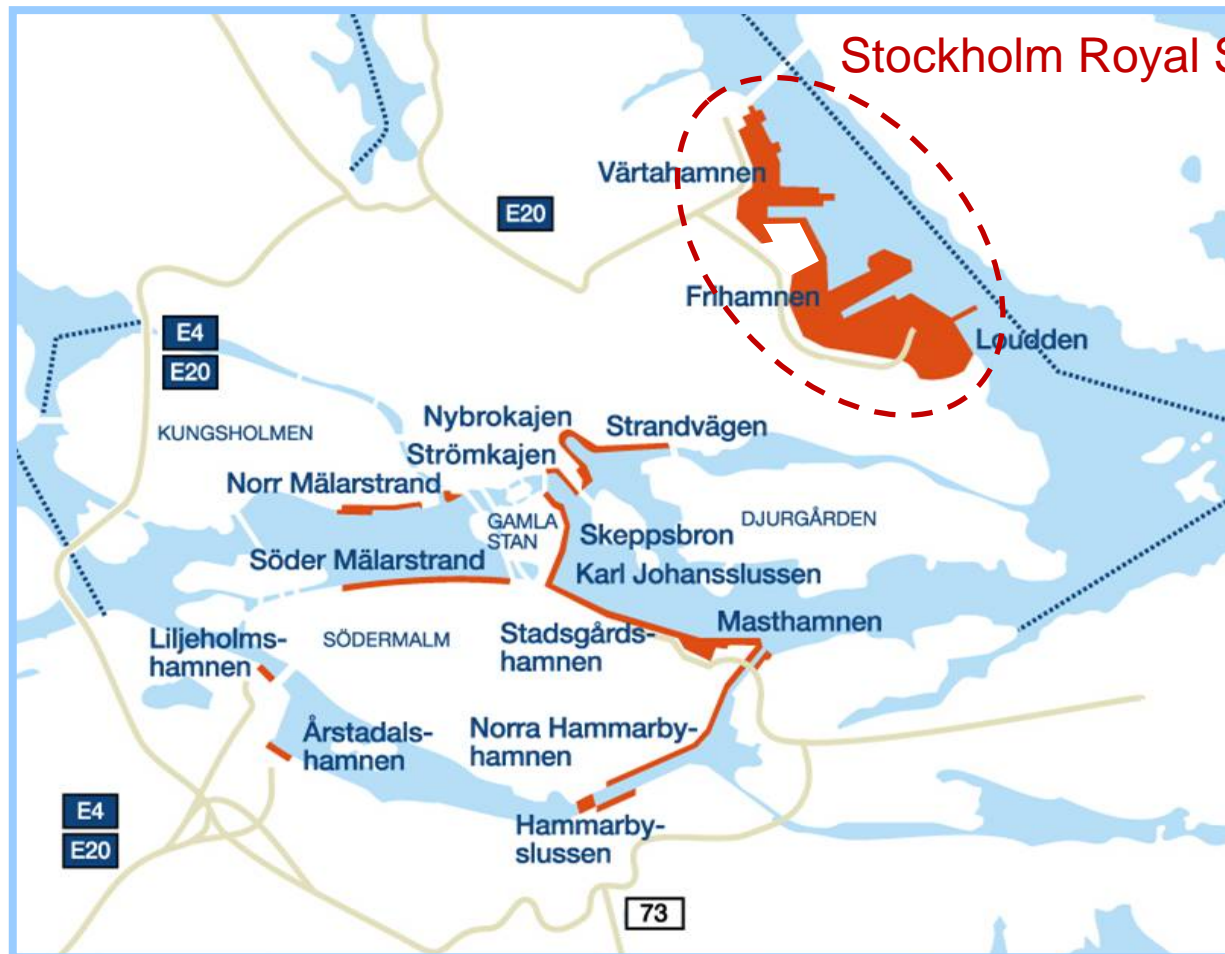 Stockholm Royal S
Värtahamnen
E20
Frihamnen
E4
E20
Loudden
Nybrokajen
Strandvägen
KUNGSHOLMEN
Strömkajen
Norr Mälarstrand
GAMLA
STAN
DJURGÅRDEN
Skeppsbron
Söder Mälarstrand
Karl Johansslussen
Masthamnen
Liljeholms-
hamnen
SÖDERMALM
Stadsgårds-
hamnen
Årstadals-
hamnen
Norra Hammarby-
hamnen
E4
E20
Hammarby-
slussen
73